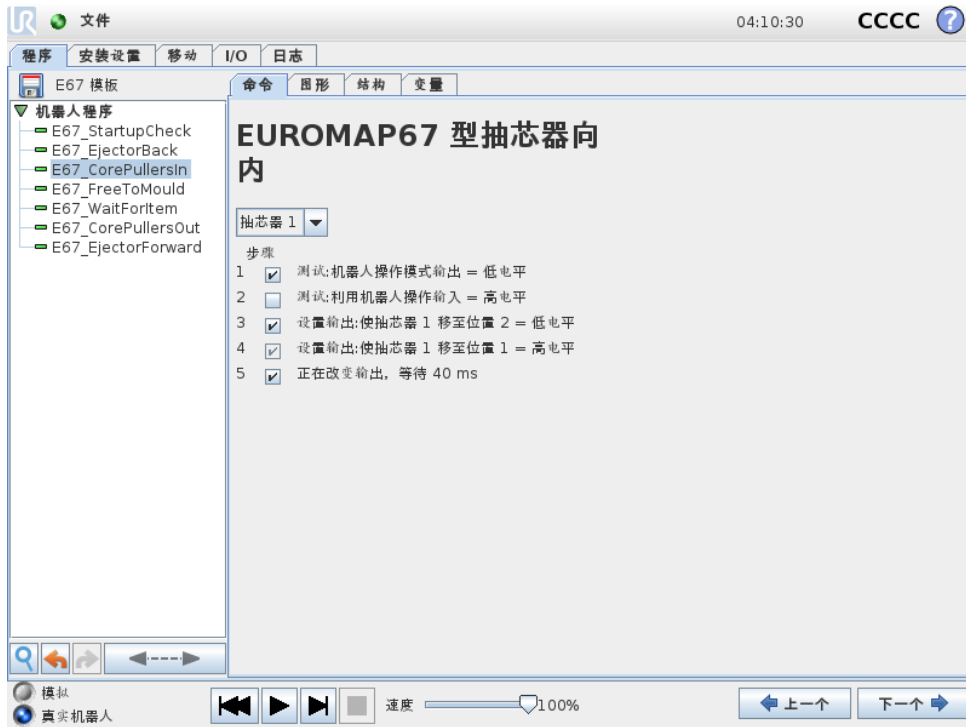 UR 文件 04:10:30 CCCC ?
程序 安装设置 移动 I/O 日志
E67 模板
命令 图形 结构 变量
机器人程序
E67_StartupCheck
E67_EjectorBack
E67_CorePullersIn
E67_FreeToMould
E67_WaitForItem
E67_CorePullersOut
E67_EjectorForward
EUROMAP67 型抽芯器向
内
抽芯器 1
步骤
1 测试:机器人操作模式输出 = 低电平
2 测试:利用机器人操作输入 = 高电平
3 设置输出:使抽芯器 1 移至位置 2 = 低电平
4 设置输出:使抽芯器 1 移至位置 1 = 高电平
5 正在改变输出，等待 40 ms
模拟
真实机器人
速度 100%
上一个 下一个